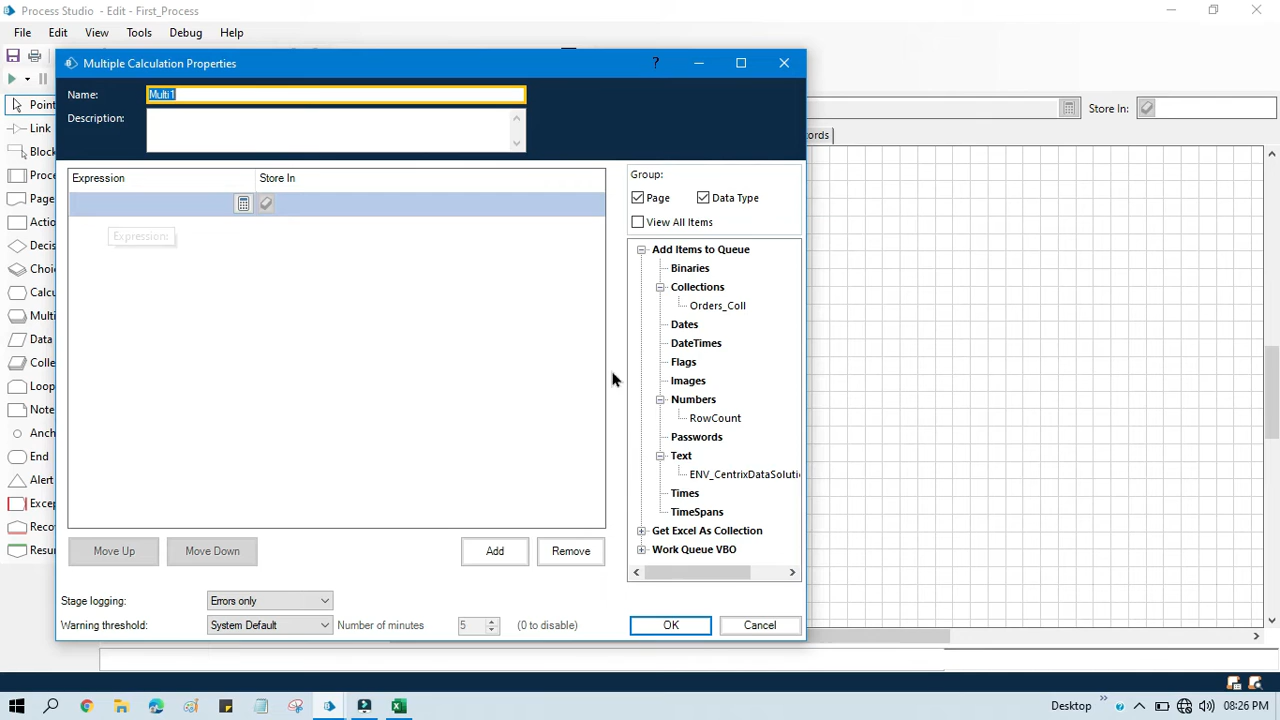 Process Studio - Edit - First_Process
File Edit View Tools Debug Help
Multiple Calculation Properties
?
Name: Multi1
Description:
Expression Store In
Expression:
Group:
Page Data Type
View All Items
Add Items to Queue
Binaries
Collections
Orders_Coll
Dates
DateTimes
Flags
Images
Numbers
RowCount
Passwords
Text
ENV_CentrixDataSoluti
Times
TimeSpans
Get Excel As Collection
Work Queue VBO
Move Up Move Down Add Remove
Stage logging: Errors only
Warning threshold: System Default Number of minutes 5 (0 to disable)
OK Cancel
Point
Link
Block
Proce
Page
Actio
Decis
Choi
Calcu
Multi
Data
Colle
Loop
Note
Anch
End
Alert
Excep
Reco
Resu
Store In:
ords
Desktop 08:26 PM